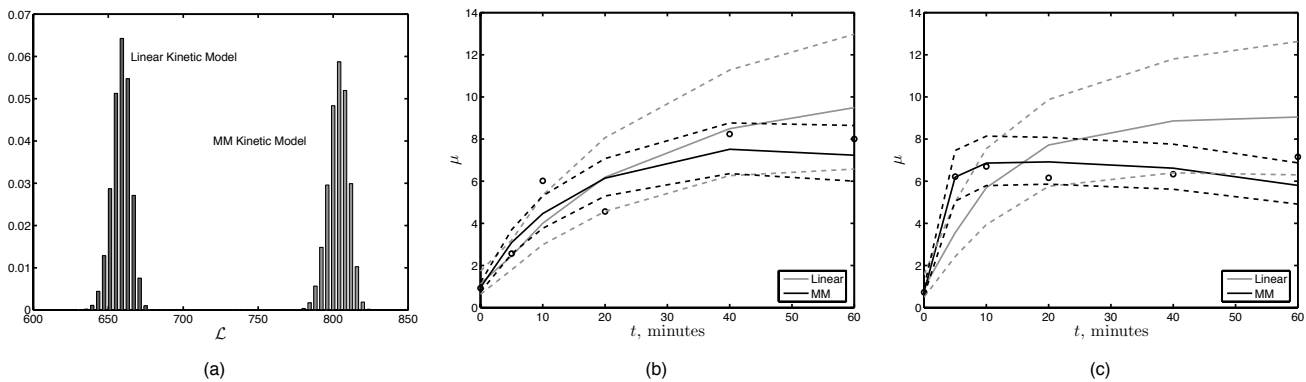 0.07
0.06
0.05
0.04
0.03
0.02
0.01
0
600 650 700 750 800 850
ℒ
Linear Kinetic Model
MM Kinetic Model
(a)
14
12
10
8
6
4
2
0
μ
0 10 20 30 40 50 60
t, minutes
Linear
MM
(b)
14
12
10
8
6
4
2
0
μ
0 10 20 30 40 50 60
t, minutes
Linear
MM
(c)